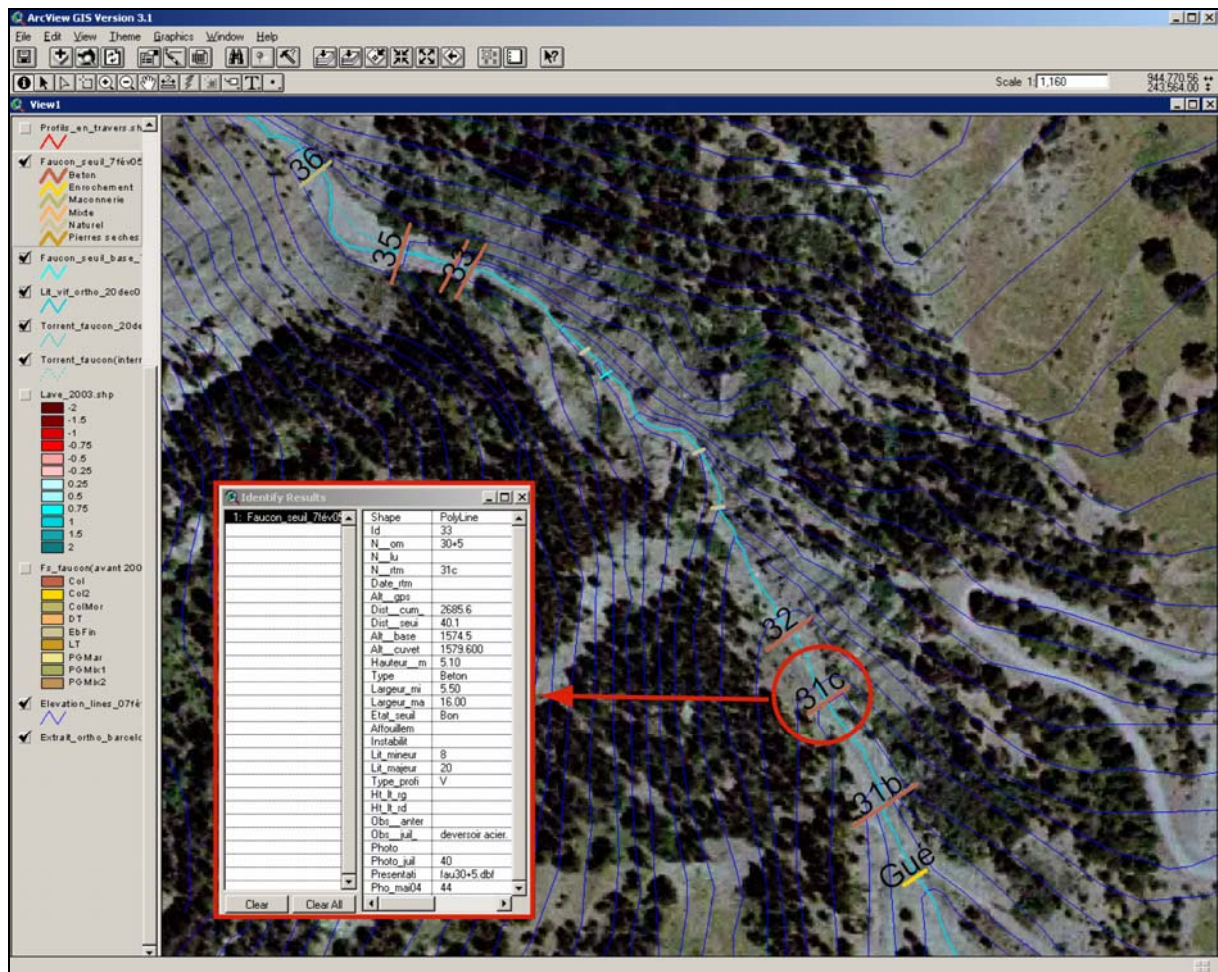 ArcView GIS Version 3.1
File Edit View Theme Graphics Window Help
Scale 1: 1,160
944,770.56
243,564.00
View1
Profils_en_travers.sh
Faucon_seuil_7fév05
Beton
Enrochement
Maconnerie
Mixte
Naturel
Pierres seches
Faucon_seuil_base_
Lit_vif_ortho_20dec0
Torrent_faucon_20de
Torrent_faucon(interr
Lave_2003.shp
-2
-1.5
-1
-0.75
-0.5
-0.25
0.25
0.5
0.75
1
1.5
2
Fs_faucon(avant 200
Col
Col2
ColMor
DT
EbFin
LT
PGMar
PGMix1
PGMix2
Elevation_lines_07fé
Extrait_ortho_barcelc
36
35
33
32
31c
31b
Gué
Identify Results
1: Faucon_seuil_7fév05
Shape PolyLine
Id 33
N__om 30+5
N__lu
N__rtm 31c
Date_rtm
Alt__gps
Dist__cum_ 2685.6
Dist__seui 40.1
Alt__base 1574.5
Alt__cuvet 1579.600
Hauteur__m 5.10
Type Beton
Largeur_mi 5.50
Largeur_ma 16.00
Etat_seuil Bon
Affouillem
Instabilit
Lit_mineur 8
Lit_majeur 20
Type_profi V
Ht_lt_rg
Ht_lt_rd
Obs__anter
Obs__juil_ deversoir acier.
Photo
Photo_juil 40
Presentati fau30+5.dbf
Pho_mai04 44
Clear Clear All